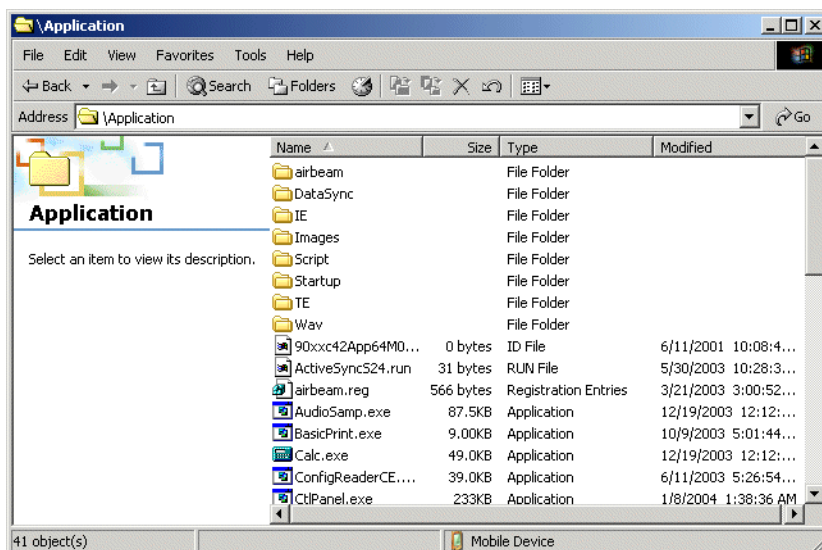 \Application
File Edit View Favorites Tools Help
Back Search Folders
Address \Application Go
Name Size Type Modified
airbeam File Folder
DataSync File Folder
IE File Folder
Images File Folder
Script File Folder
Startup File Folder
TE File Folder
Wav File Folder
90xxc42App64M0... 0 bytes ID File 6/11/2001 10:08:4...
ActiveSyncS24.run 31 bytes RUN File 5/30/2003 10:28:3...
airbeam.reg 566 bytes Registration Entries 3/21/2003 3:00:52...
AudioSamp.exe 87.5KB Application 12/19/2003 12:12:...
BasicPrint.exe 9.00KB Application 10/9/2003 5:01:44...
Calc.exe 49.0KB Application 12/19/2003 12:12:...
ConfigReaderCE.... 39.0KB Application 6/11/2003 5:26:54...
CtlPanel.exe 233KB Application 1/8/2004 1:38:36 AM
Application
Select an item to view its description.
41 object(s) Mobile Device